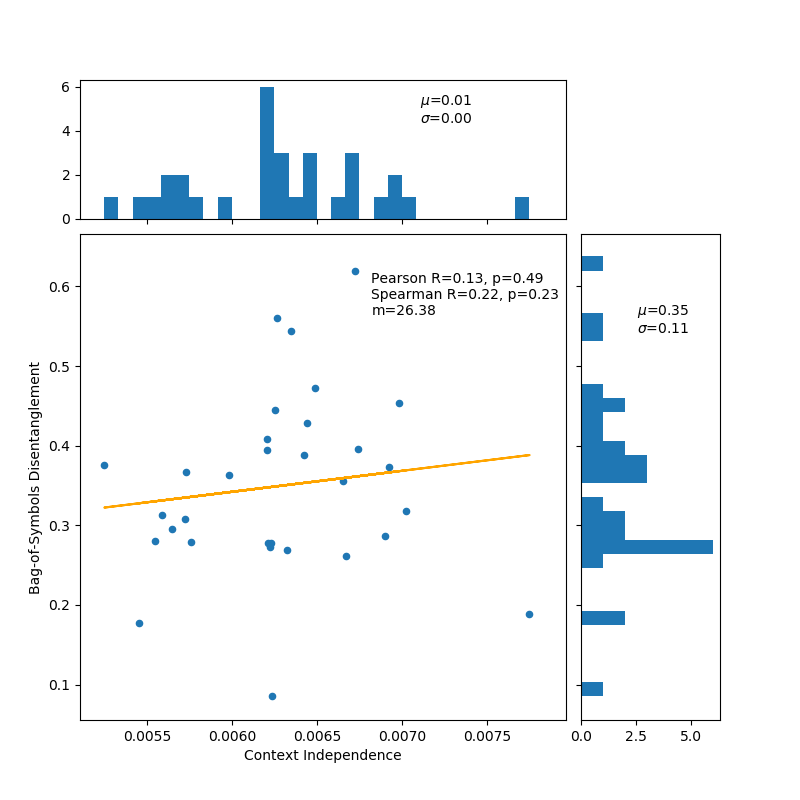 6
4
2
0
μ=0.01
σ=0.00
Bag-of-Symbols Disentanglement
0.6
0.5
0.4
0.3
0.2
0.1
Pearson R=0.13, p=0.49
Spearman R=0.22, p=0.23
m=26.38
μ=0.35
σ=0.11
0.0055 0.0060 0.0065 0.0070 0.0075
Context Independence
0.0 2.5 5.0